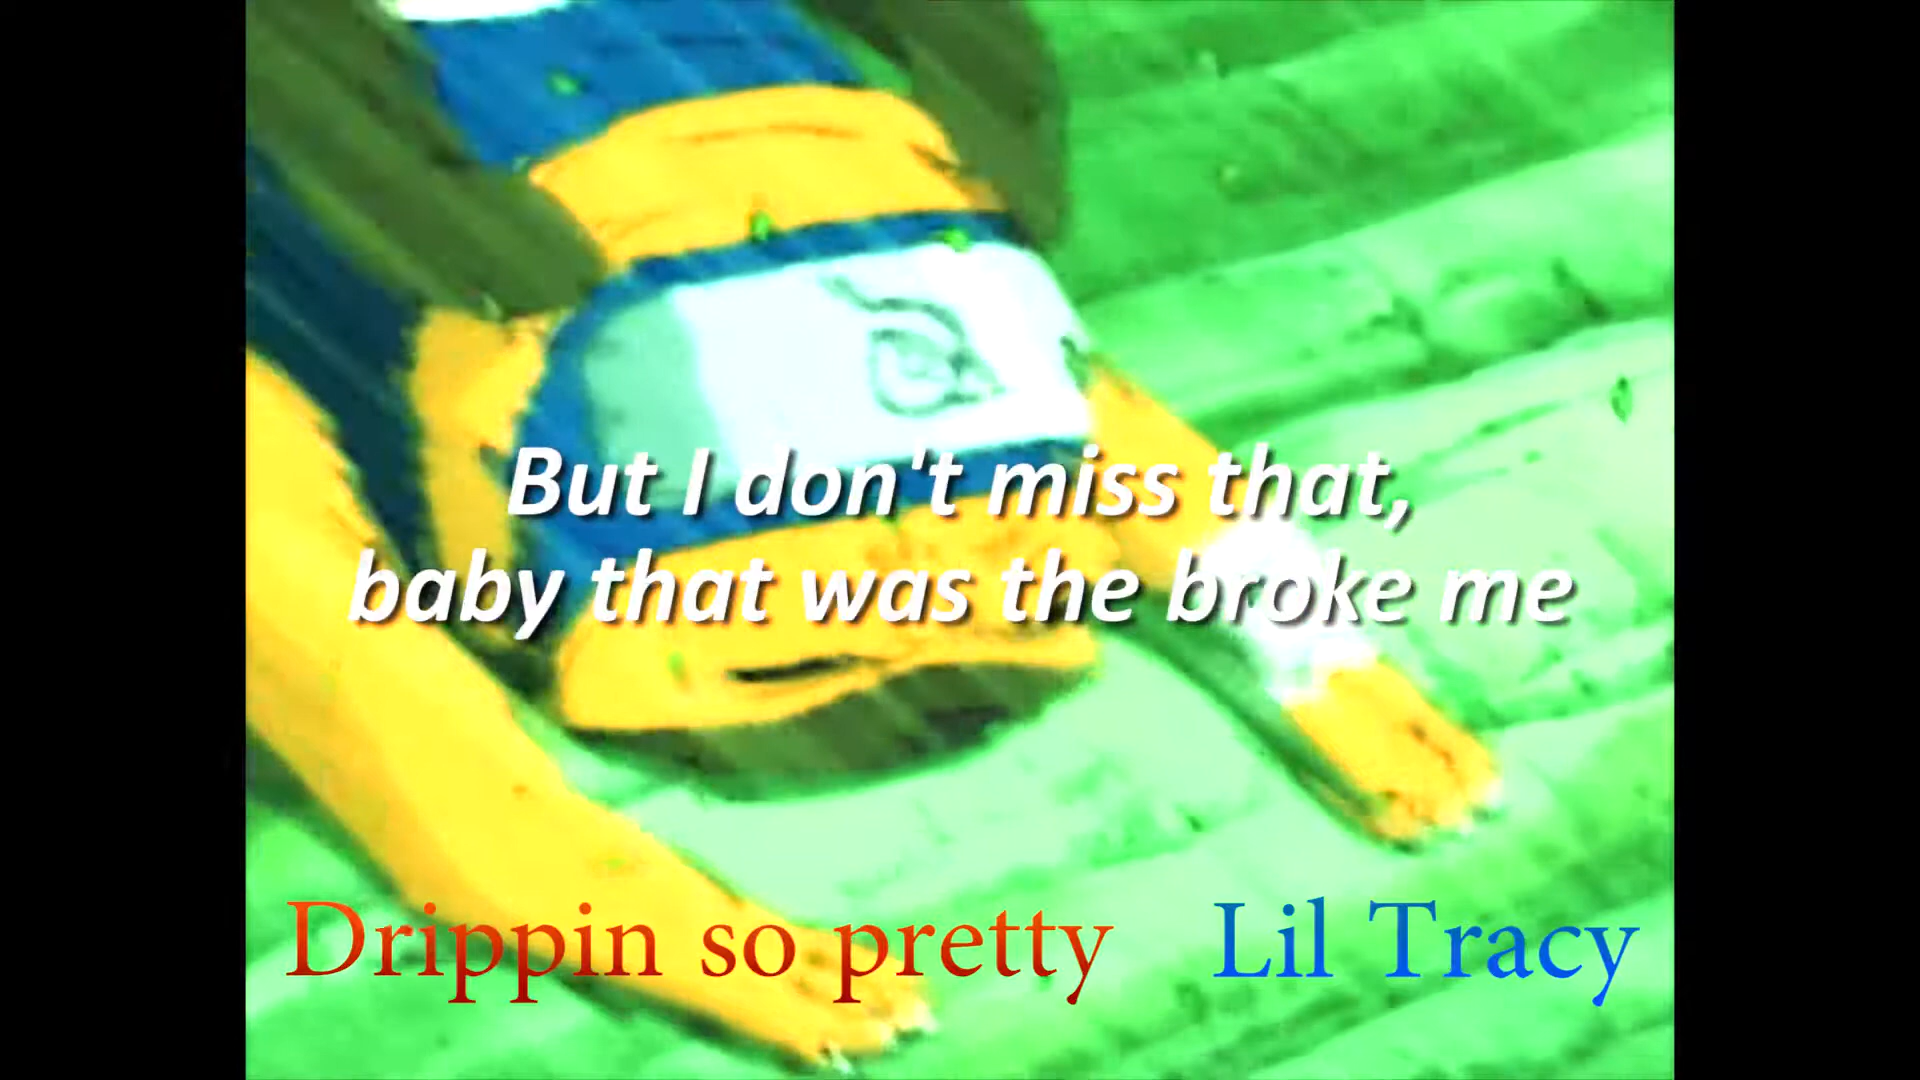 But I don't miss that,
baby that was the broke me
Drippin so pretty Lil Tracy